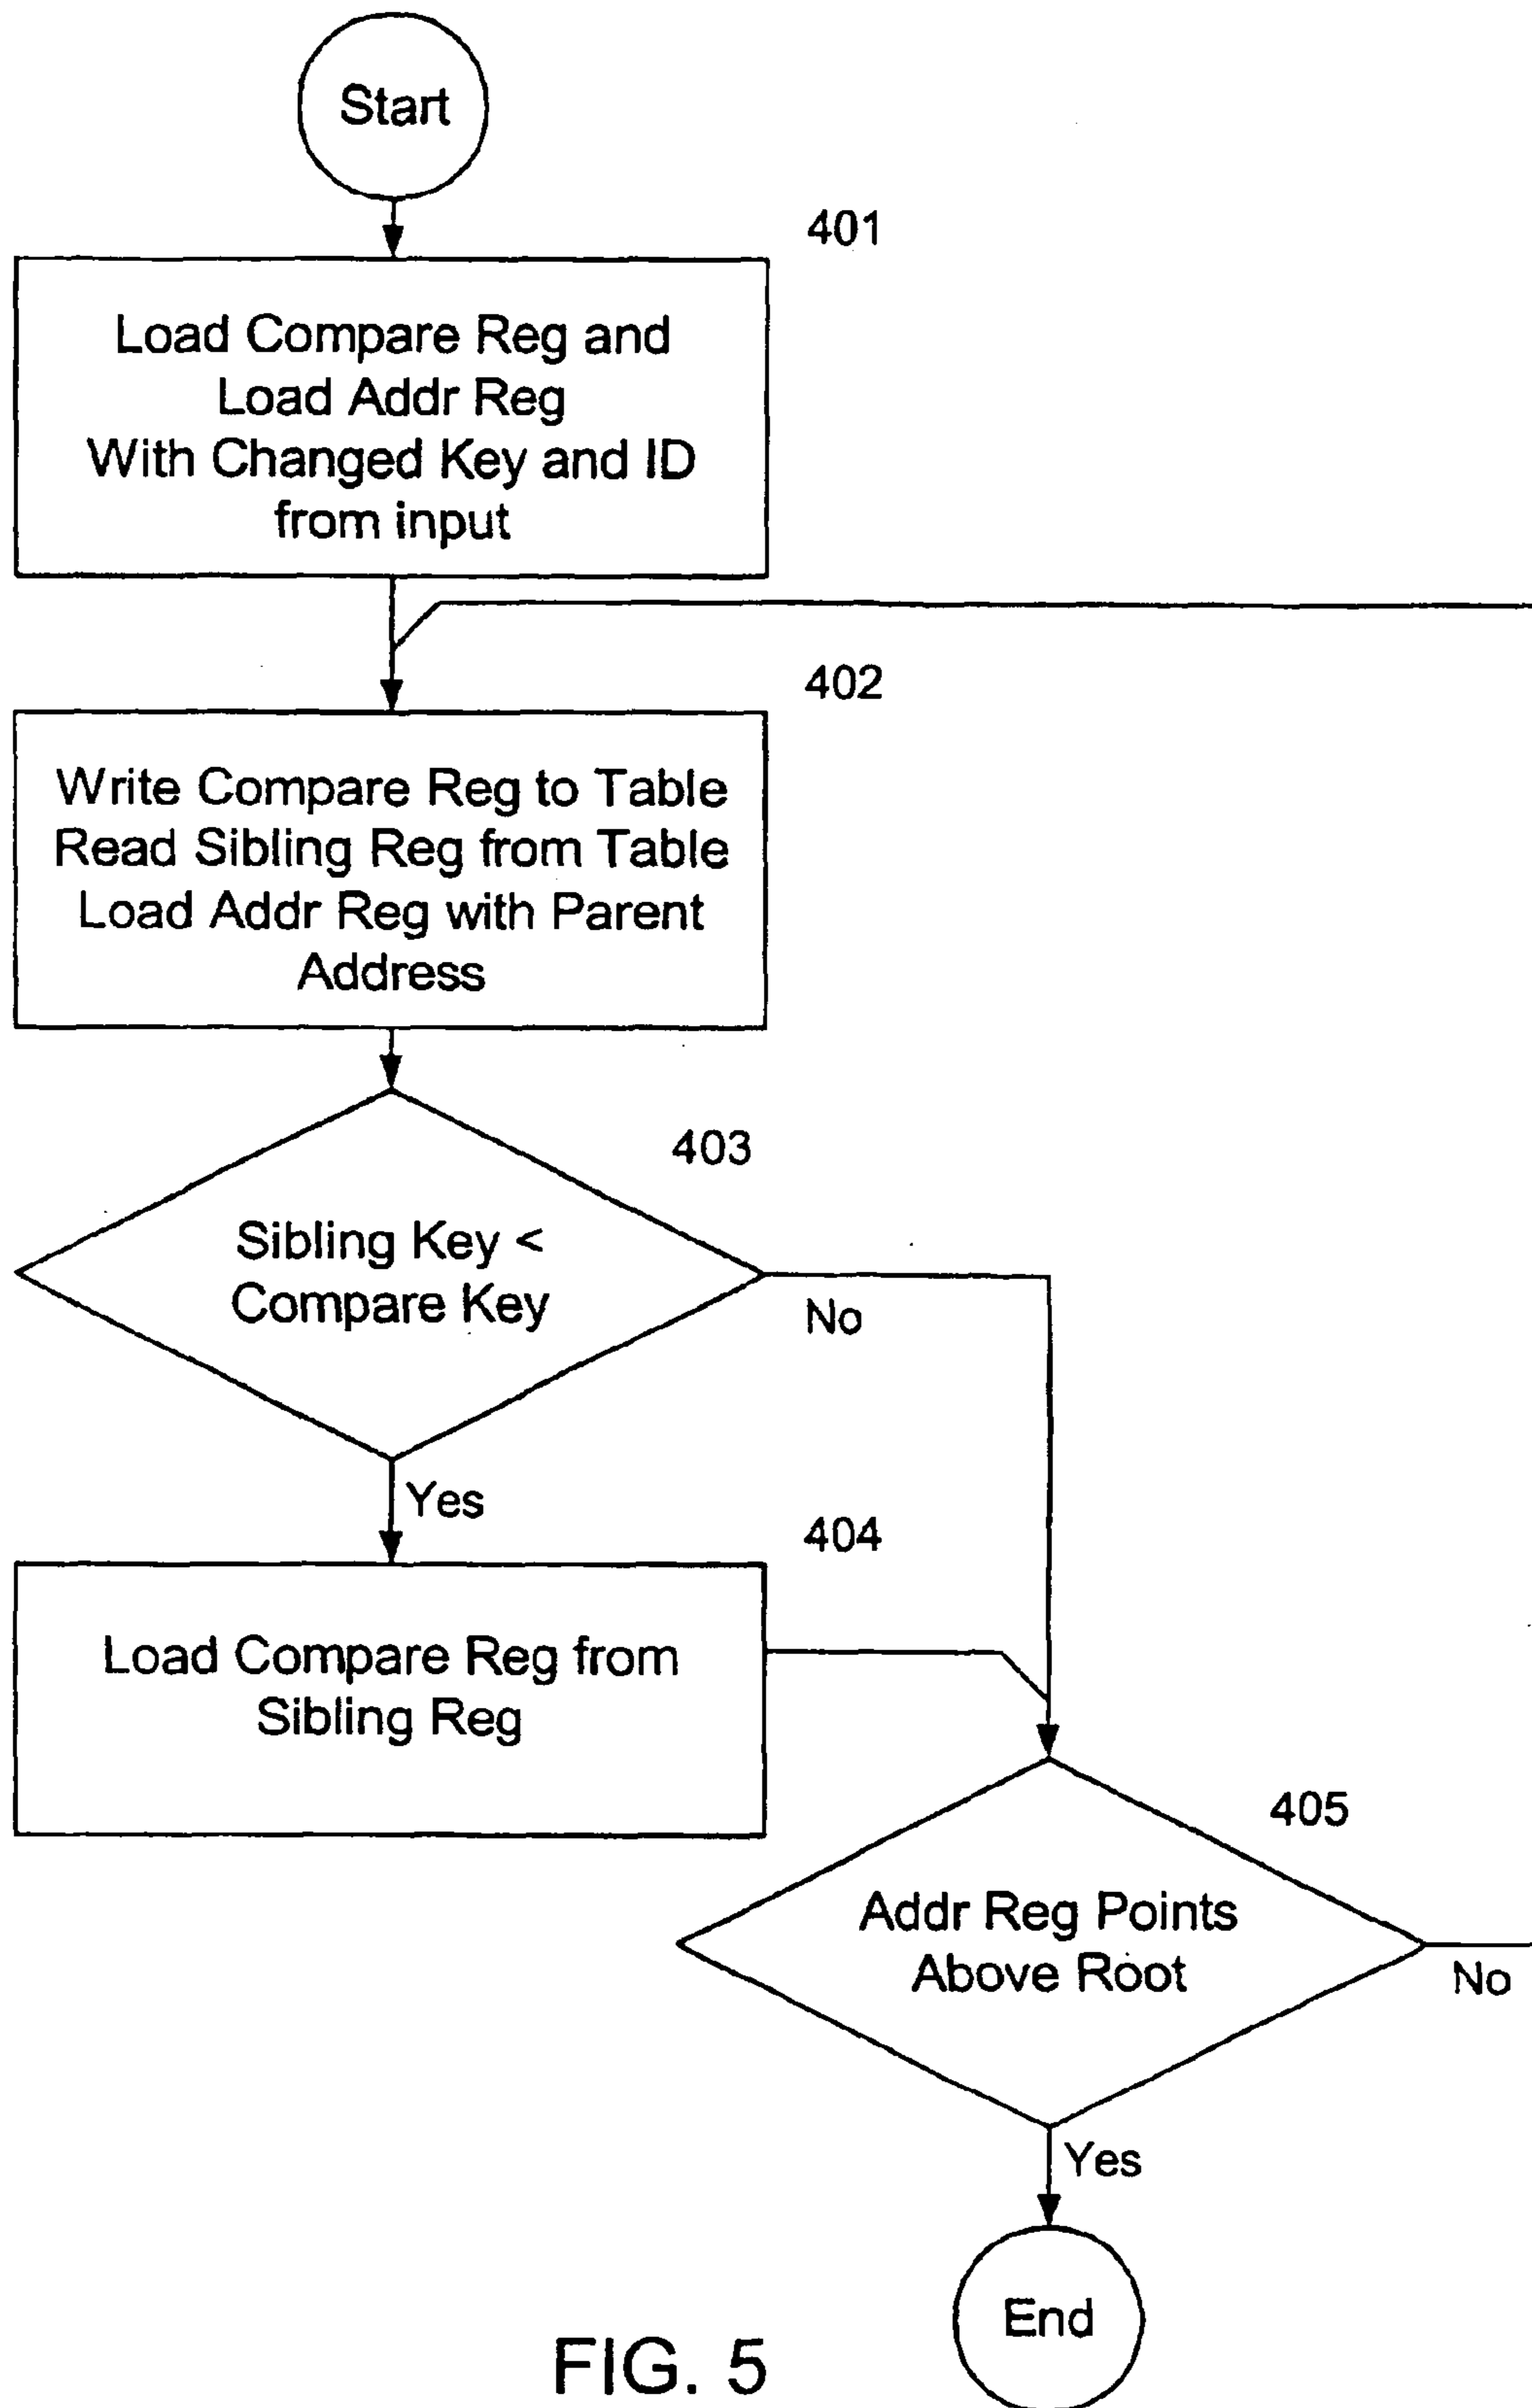 Start
401
Load Compare Reg and
Load Addr Reg
With Changed Key and ID
from input
402
Write Compare Reg to Table
Read Sibling Reg from Table
Load Addr Reg with Parent
Address
403
Sibling Key <
Compare Key
No
Yes
404
Load Compare Reg from
Sibling Reg
405
Addr Reg Points
Above Root
No
Yes
End
FIG. 5